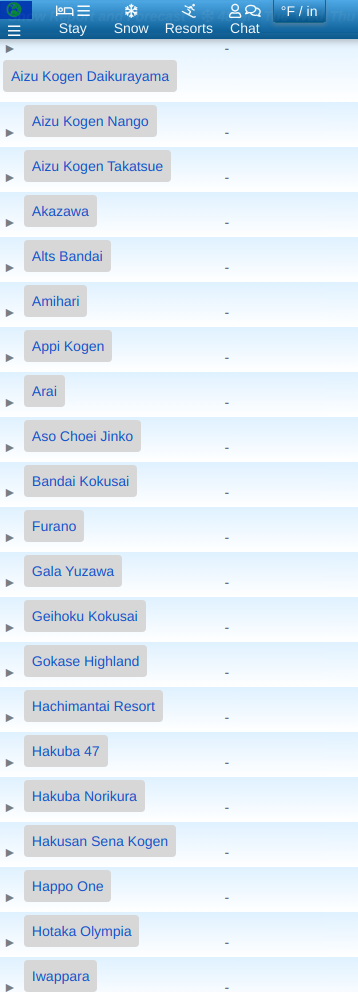 Stay Snow Resorts Chat °F / in
-
Aizu Kogen Daikurayama
Aizu Kogen Nango -
Aizu Kogen Takatsue -
Akazawa -
Alts Bandai -
Amihari -
Appi Kogen -
Arai -
Aso Choei Jinko -
Bandai Kokusai -
Furano -
Gala Yuzawa -
Geihoku Kokusai -
Gokase Highland -
Hachimantai Resort -
Hakuba 47 -
Hakuba Norikura -
Hakusan Sena Kogen -
Happo One -
Hotaka Olympia -
Iwappara -